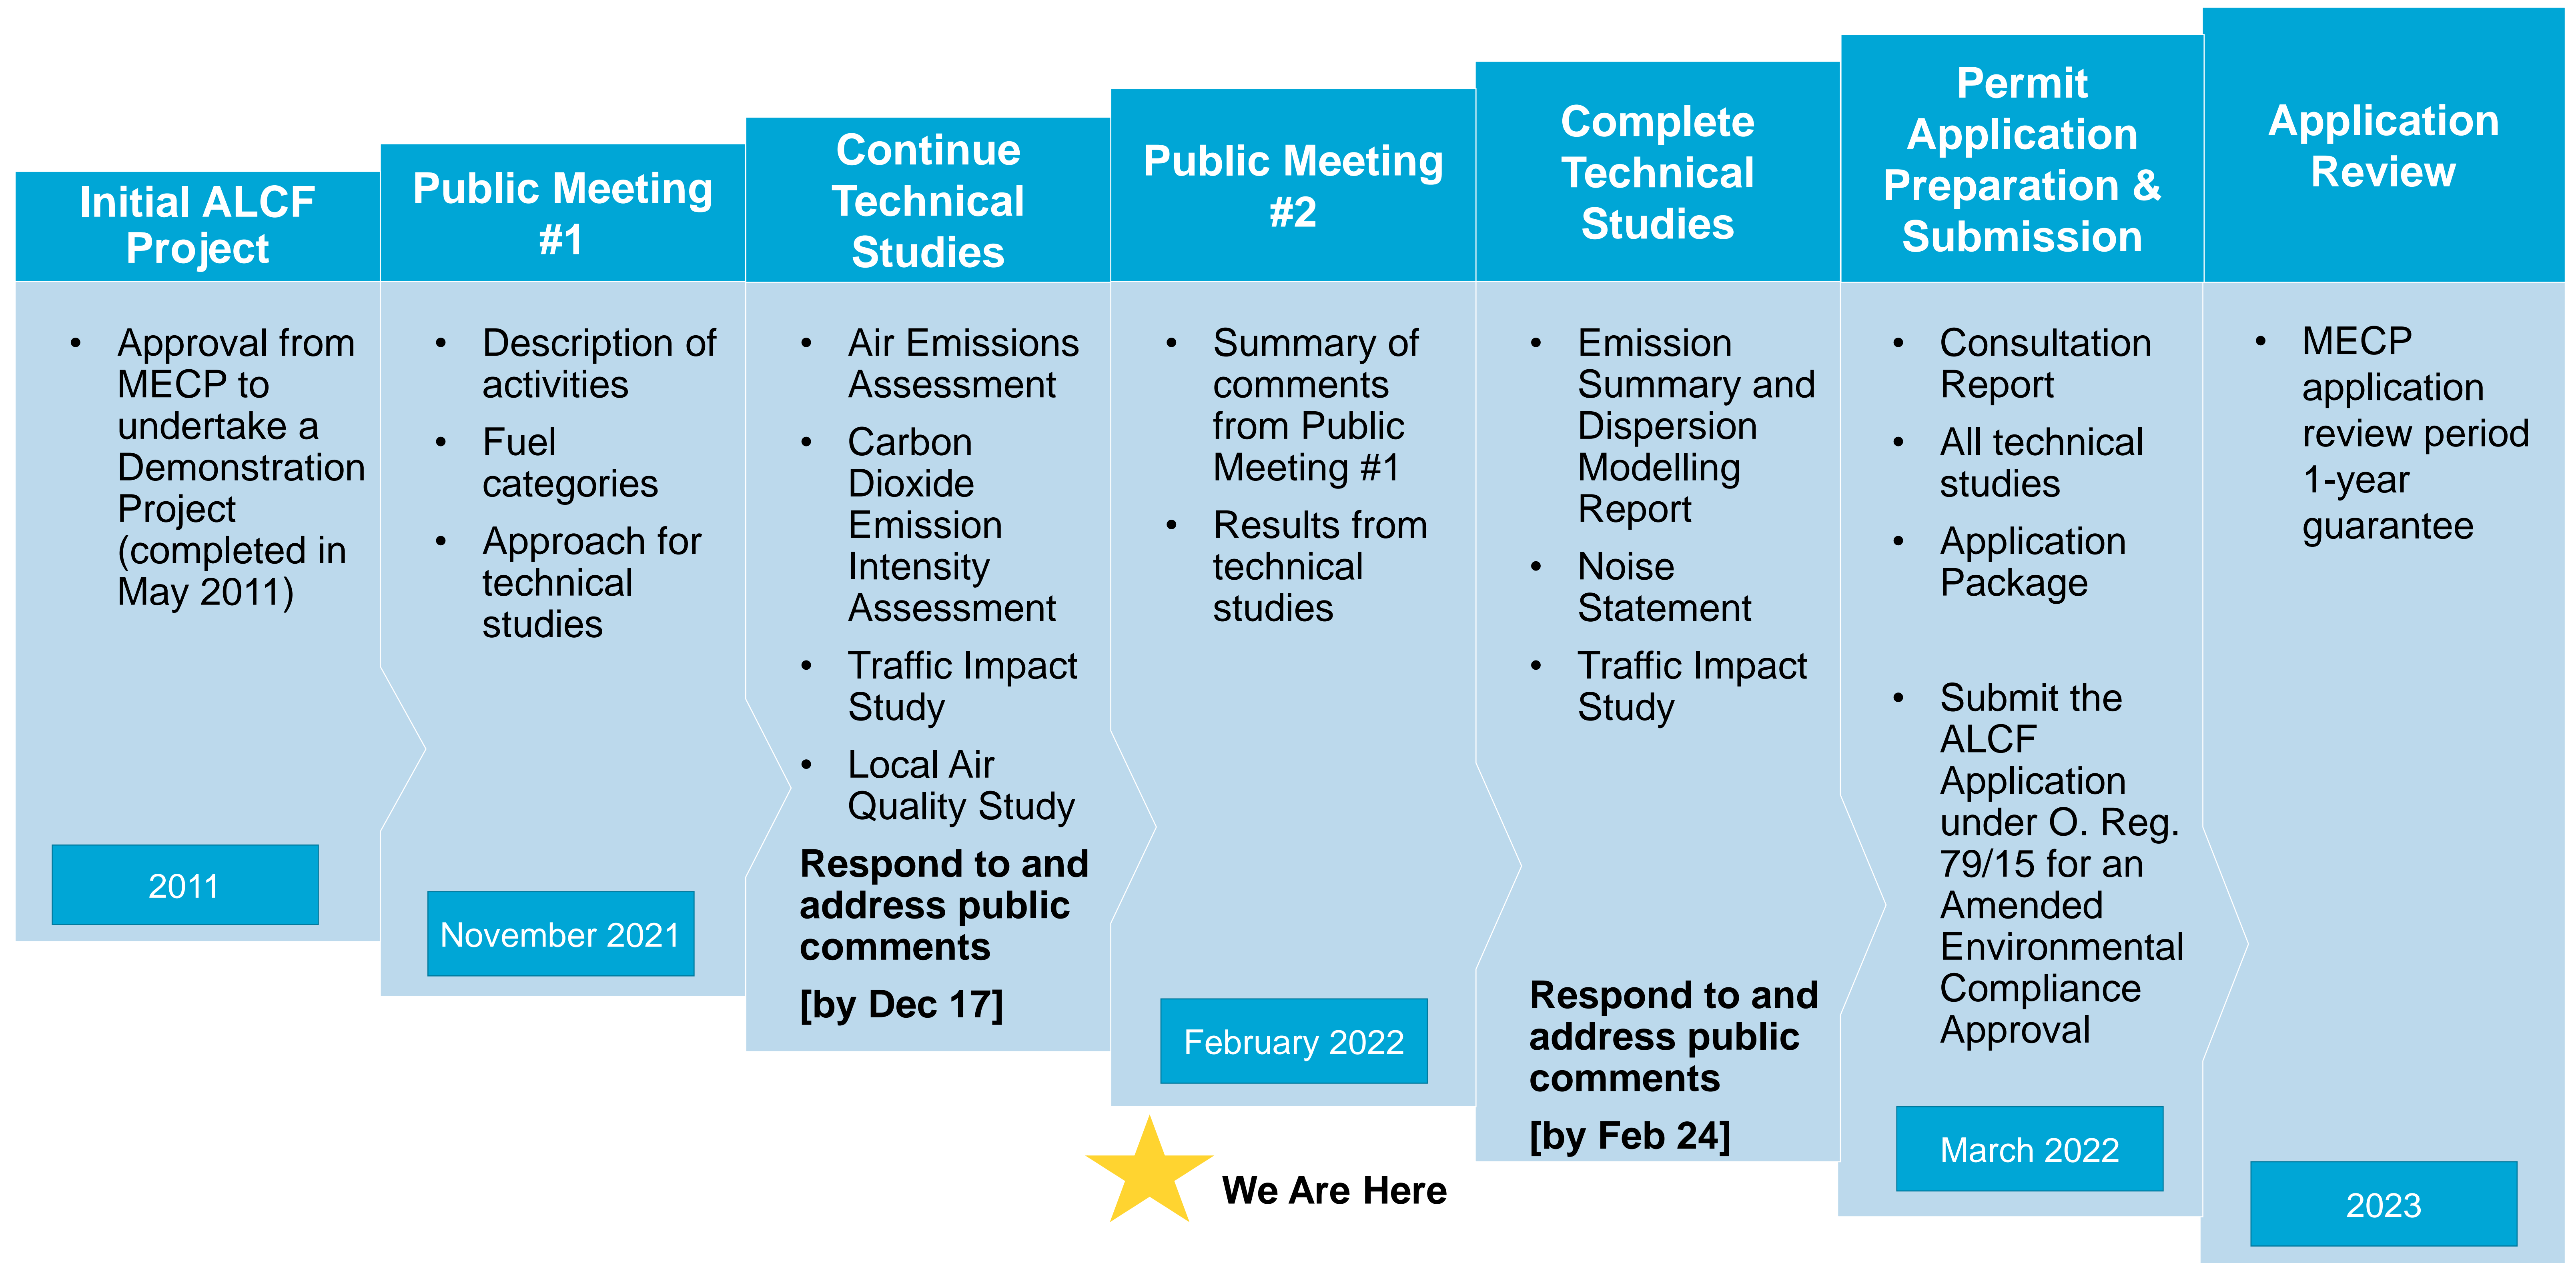 Initial ALCF
Project
• Approval from
MECP to
undertake a
Demonstration
Project
(completed in
May 2011)
2011
Public Meeting
#1
• Description of
activities
• Fuel
categories
• Approach for
technical
studies
November 2021
Continue
Technical
Studies
• Air Emissions
Assessment
• Carbon
Dioxide
Emission
Intensity
Assessment
• Traffic Impact
Study
• Local Air
Quality Study
Respond to and
address public
comments
[by Dec 17]
Public Meeting
#2
• Summary of
comments
from Public
Meeting #1
• Results from
technical
studies
February 2022
We Are Here
Complete
Technical
Studies
• Emission
Summary and
Dispersion
Modelling
Report
• Noise
Statement
• Traffic Impact
Study
Respond to and
address public
comments
[by Feb 24]
Permit
Application
Preparation &
Submission
• Consultation
Report
• All technical
studies
• Application
Package
• Submit the
ALCF
Application
under O. Reg.
79/15 for an
Amended
Environmental
Compliance
Approval
March 2022
Application
Review
• MECP
application
review period
1-year
guarantee
2023